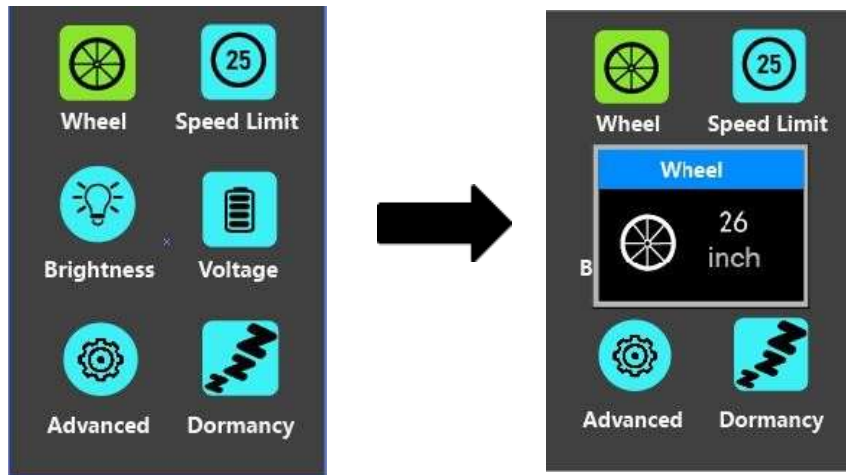 25
Wheel Speed Limit
Brightness Voltage
Advanced Dormancy
25
Wheel Speed Limit
Wheel
26
inch
B
Advanced Dormancy